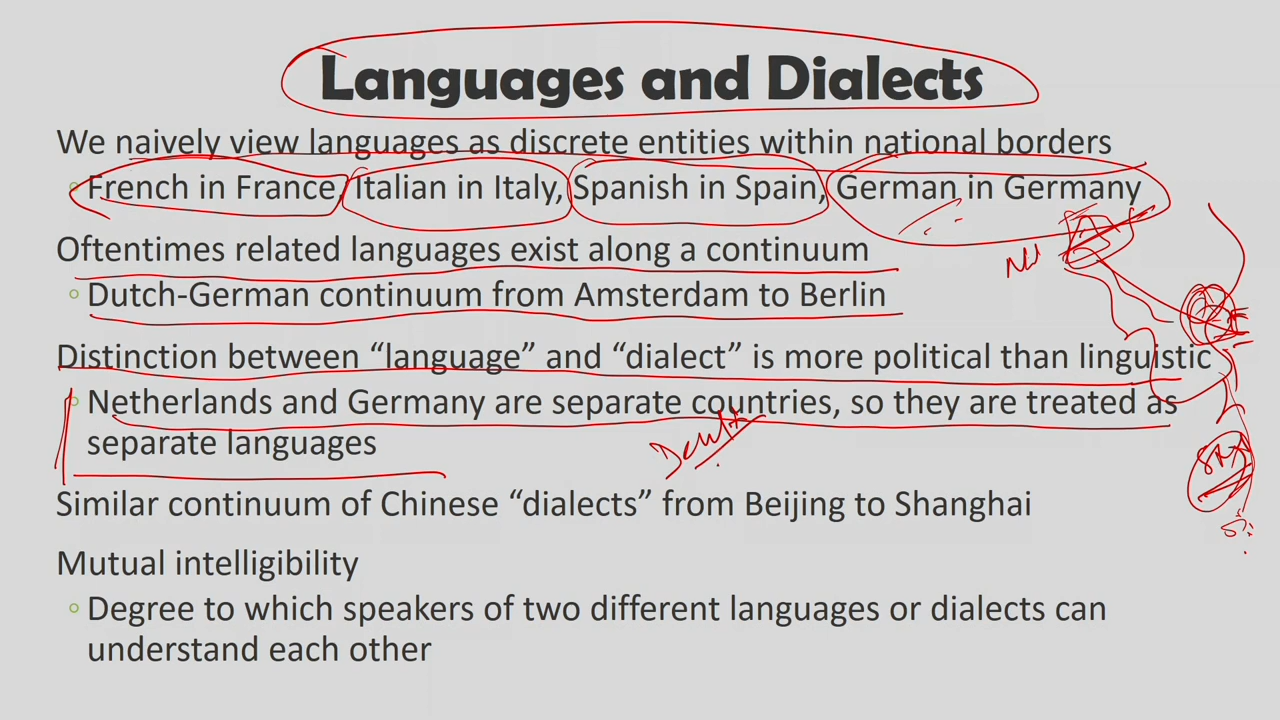 Languages and Dialects
We naively view languages as discrete entities within national borders
French in France, Italian in Italy, Spanish in Spain, German in Germany
Oftentimes related languages exist along a continuum
Dutch-German continuum from Amsterdam to Berlin
Distinction between “language” and “dialect” is more political than linguistic
Netherlands and Germany are separate countries, so they are treated as
separate languages
Similar continuum of Chinese “dialects” from Beijing to Shanghai
Mutual intelligibility
Degree to which speakers of two different languages or dialects can
understand each other